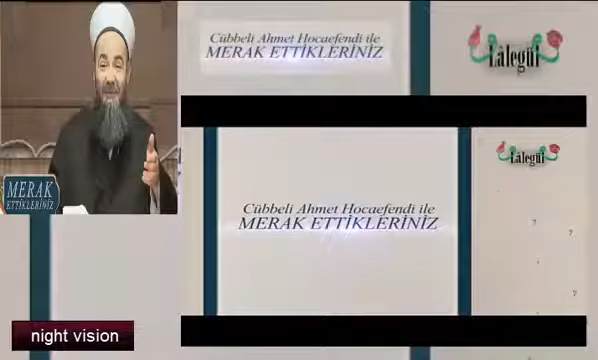 Cübbeli Ahmet Hocaefendi ile
MERAK ETTİKLERİNİZ
Lâlegül
MERAK
ETTİKLERİNİZ
Lâlegül
Cübbeli Ahmet Hocaefendi ile
MERAK ETTİKLERİNİZ
?
?
?
night vision